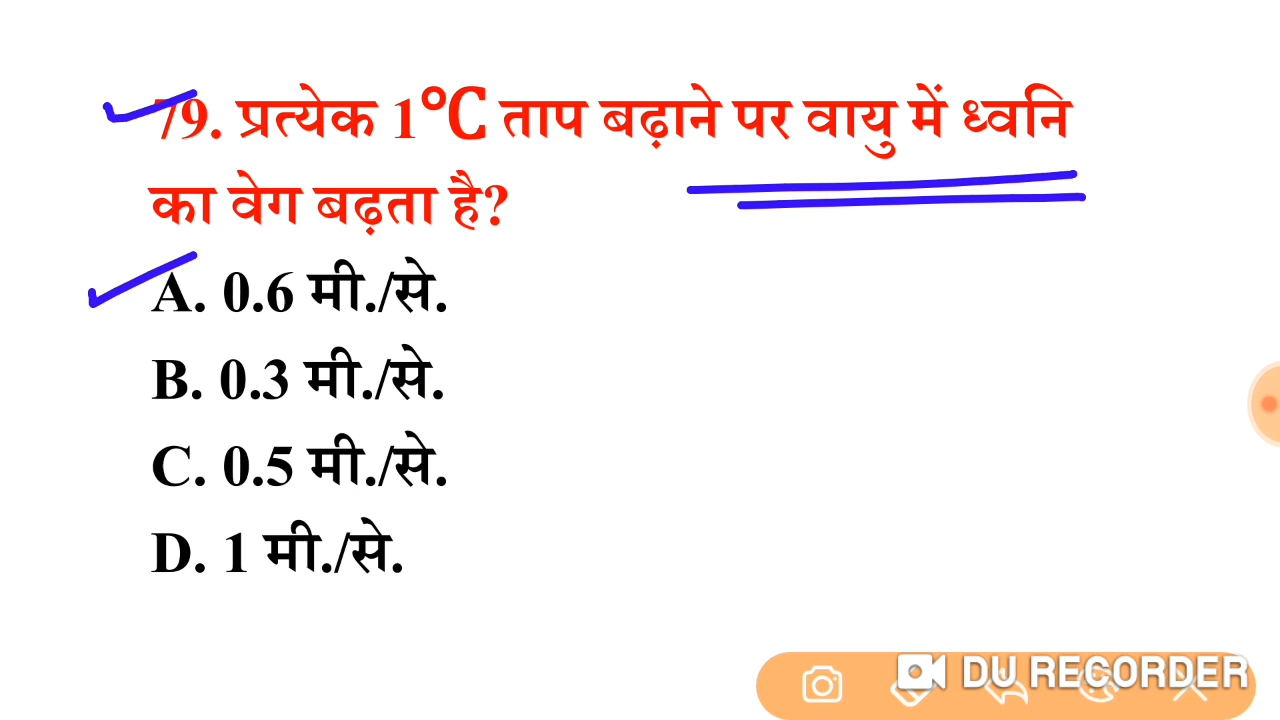 79. प्रत्येक 1℃ ताप बढ़ाने पर वायु में ध्वनि
का वेग बढ़ता है?
A. 0.6 मी./से.
B. 0.3 मी./से.
C. 0.5 मी./से.
D. 1 मी./से.
DU RECORDER